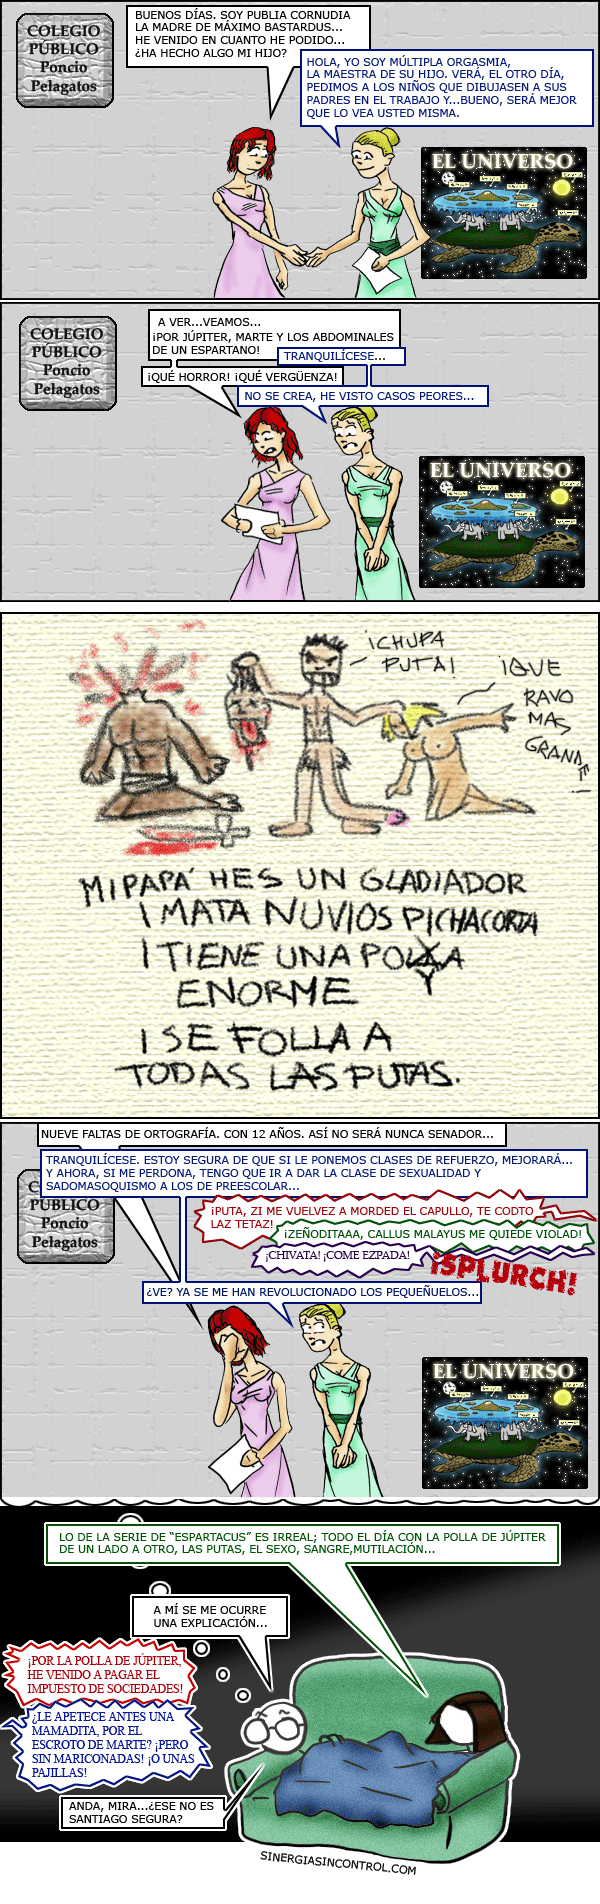 COLEGIO
PÚBLICO
Poncio
Pelagatos
BUENOS DÍAS. SOY PUBLIA CORNUDIA
LA MADRE DE MÁXIMO BASTARDUS...
HE VENIDO EN CUANTO HE PODIDO...
¿HA HECHO ALGO MI HIJO?
HOLA, YO SOY MÚLTIPLA ORGASMIA,
LA MAESTRA DE SU HIJO. VERÁ, EL OTRO DÍA,
PEDIMOS A LOS NIÑOS QUE DIBUJASEN A SUS
PADRES EN EL TRABAJO Y...BUENO, SERÁ MEJOR
QUE LO VEA USTED MISMA.
EL UNIVERSO
COLEGIO
PÚBLICO
Poncio
Pelagatos
A VER...VEAMOS...
¡POR JÚPITER, MARTE Y LOS ABDOMINALES
DE UN ESPARTANO!
TRANQUILÍCESE...
¡QUÉ HORROR! ¡QUÉ VERGÜENZA!
NO SE CREA, HE VISTO CASOS PEORES...
EL UNIVERSO
¡CHUPA
PUTA!
¡QUE
RAVO
MAS
GRANDE!
MI PAPÁ HES UN GLADIADOR
I MATA NUVIOS PICHACORTA
I TIENE UNA POYA
ENORME
I SE FOLLA A
TODAS LAS PUTAS.
NUEVE FALTAS DE ORTOGRAFÍA. CON 12 AÑOS. ASÍ NO SERÁ NUNCA SENADOR...
TRANQUILÍCESE. ESTOY SEGURA DE QUE SI LE PONEMOS CLASES DE REFUERZO, MEJORARÁ...
Y AHORA, SI ME PERDONA, TENGO QUE IR A DAR LA CLASE DE SEXUALIDAD Y
SADOMASOQUISMO A LOS DE PREESCOLAR...
COLEGIO
PÚBLICO
Poncio
Pelagatos
¡PUTA, ZI ME VUELVEZ A MORDED EL CAPULLO, TE CODTO
LAZ TETAZ!
¡ZEÑODITAAA, CALLUS MALAYUS ME QUIEDE VIOLAD!
¡CHIVATA! ¡COME EZPADA!
¡SPLURCH!
¿VE? YA SE ME HAN REVOLUCIONADO LOS PEQUEÑUELOS...
EL UNIVERSO
LO DE LA SERIE DE "ESPARTACUS" ES IRREAL; TODO EL DÍA CON LA POLLA DE JÚPITER
DE UN LADO A OTRO, LAS PUTAS, EL SEXO, SANGRE,MUTILACIÓN...
A MÍ SE ME OCURRE
UNA EXPLICACIÓN...
¡POR LA POLLA DE JÚPITER,
HE VENIDO A PAGAR EL
IMPUESTO DE SOCIEDADES!
¿LE APETECE ANTES UNA
MAMADITA, POR EL
ESCROTO DE MARTE? ¡PERO
SIN MARICONADAS! ¡O UNAS
PAJILLAS!
ANDA, MIRA...¿ESE NO ES
SANTIAGO SEGURA?
SINERGIASINCONTROL.COM